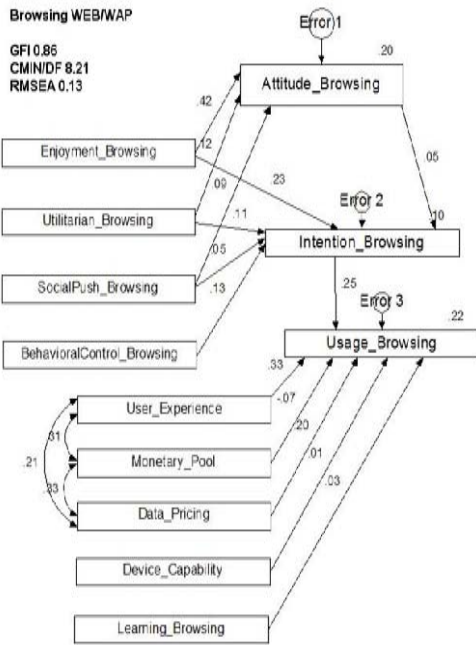 Browsing WEB/WAP
GFI 0.86
CMIN/DF 8.21
RMSEA 0.13
Error 1
.20
Attitude_Browsing
.42
.12
Enjoyment_Browsing
.05
.23
.09
Error 2
.10
Utilitarian_Browsing
.11
Intention_Browsing
.05
SocialPush_Browsing
.13
.25
Error 3
.22
BehavioralControl_Browsing
Usage_Browsing
.33
-.07
User_Experience
.20
.31
.01
.21
Monetary_Pool
.03
.33
Data_Pricing
Device_Capability
Learning_Browsing